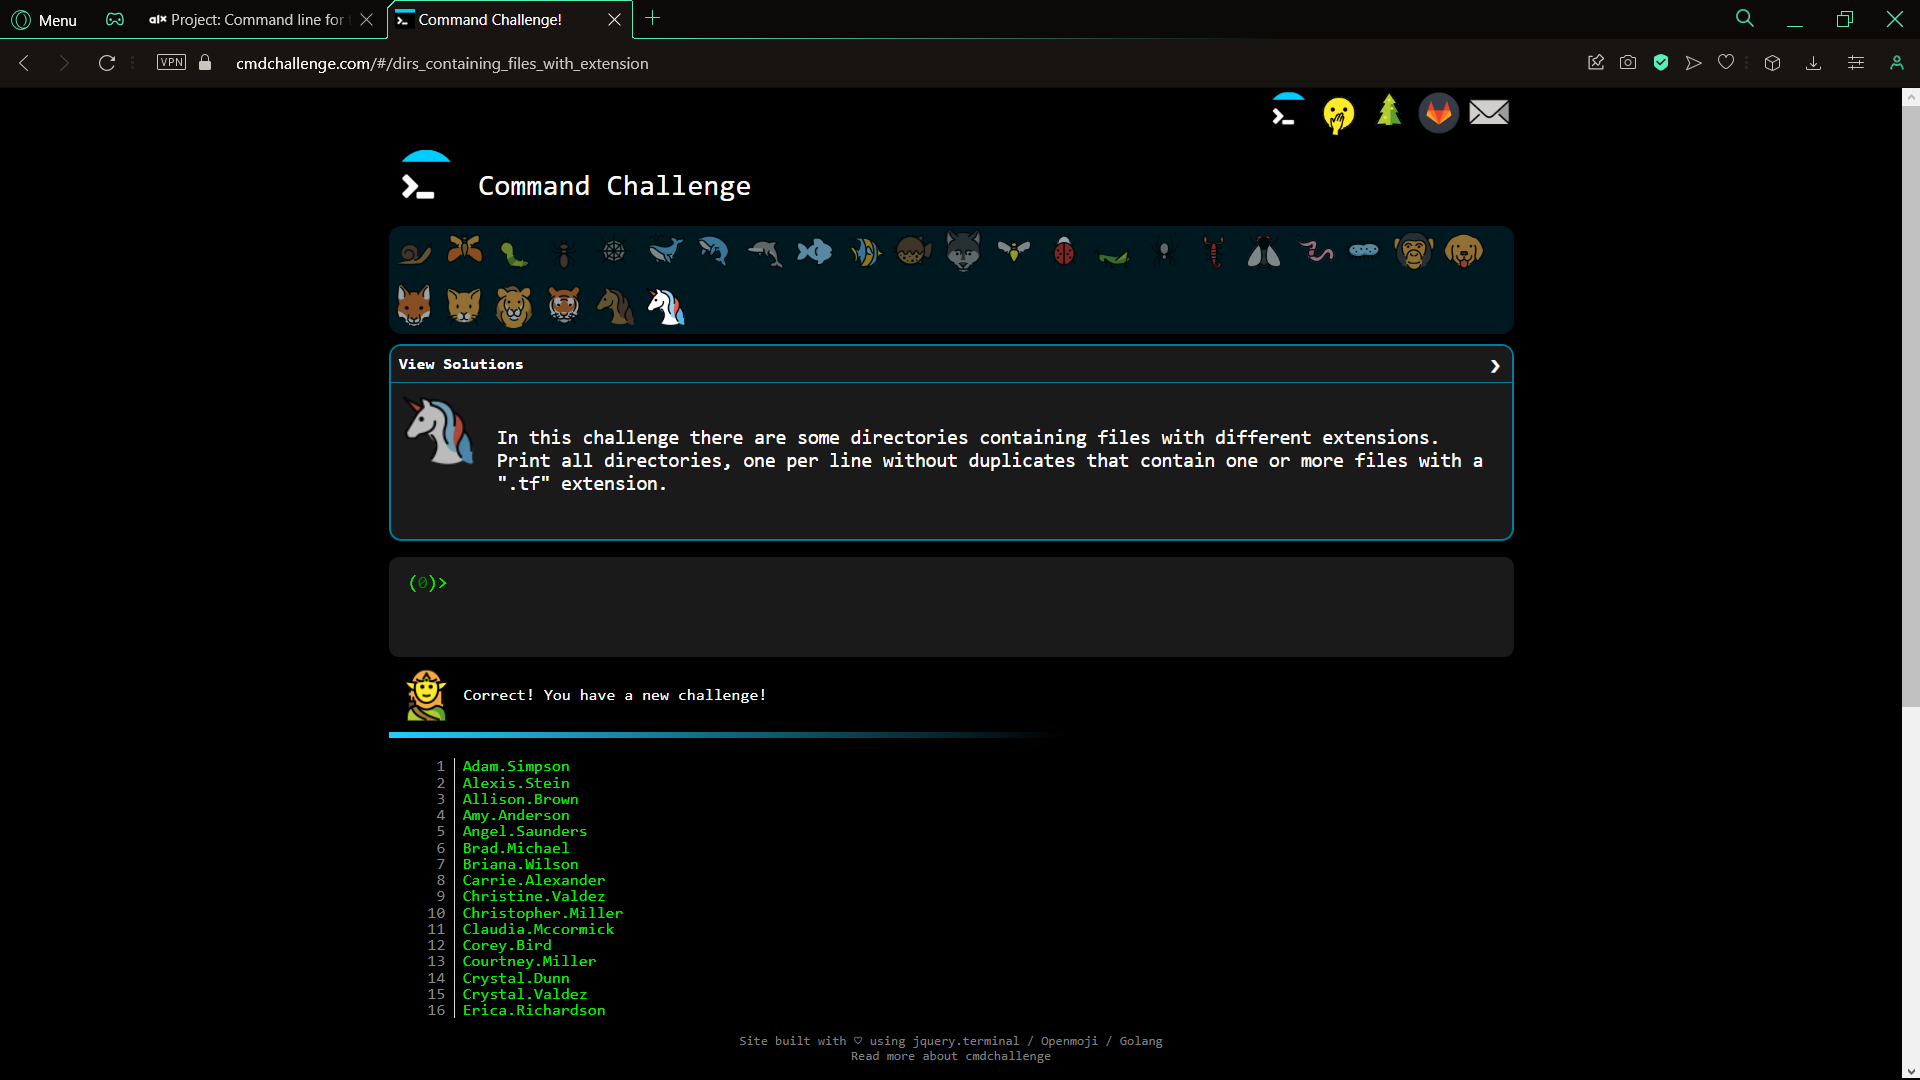 Menu
alx Project: Command line for
Command Challenge!
VPN
cmdchallenge.com/#/dirs_containing_files_with_extension
Command Challenge
View Solutions
In this challenge there are some directories containing files with different extensions.
Print all directories, one per line without duplicates that contain one or more files with a
".tf" extension.
(0)>
Correct! You have a new challenge!
1 Adam.Simpson
2 Alexis.Stein
3 Allison.Brown
4 Amy.Anderson
5 Angel.Saunders
6 Brad.Michael
7 Briana.Wilson
8 Carrie.Alexander
9 Christine.Valdez
10 Christopher.Miller
11 Claudia.Mccormick
12 Corey.Bird
13 Courtney.Miller
14 Crystal.Dunn
15 Crystal.Valdez
16 Erica.Richardson
Site built with ♡ using jquery.terminal / Openmoji / Golang
Read more about cmdchallenge